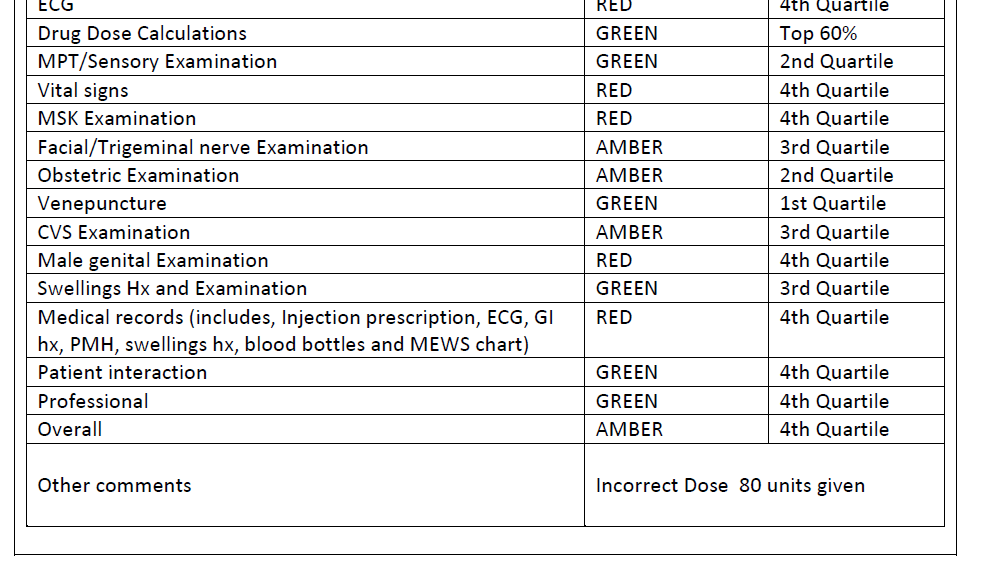 ECG RED 4th Quartile
Drug Dose Calculations GREEN Top 60%
MPT/Sensory Examination GREEN 2nd Quartile
Vital signs RED 4th Quartile
MSK Examination RED 4th Quartile
Facial/Trigeminal nerve Examination AMBER 3rd Quartile
Obstetric Examination AMBER 2nd Quartile
Venepuncture GREEN 1st Quartile
CVS Examination AMBER 3rd Quartile
Male genital Examination RED 4th Quartile
Swellings Hx and Examination GREEN 3rd Quartile
Medical records (includes, Injection prescription, ECG, GI RED 4th Quartile
hx, PMH, swellings hx, blood bottles and MEWS chart)
Patient interaction GREEN 4th Quartile
Professional GREEN 4th Quartile
Overall AMBER 4th Quartile
Other comments Incorrect Dose 80 units given